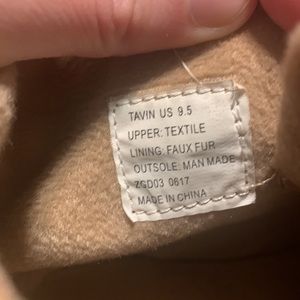 TAVIN US 9.5
UPPER: TEXTILE
LINING: FAUX FUR
OUTSOLE: MAN MADE
ZGD03 0617
MADE IN CHINA